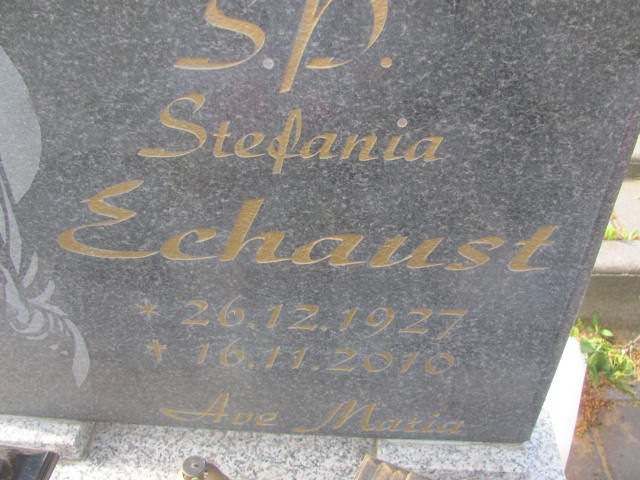 Ś.P.
Stefania
Echaust
* 26.12.1927
✝ 16.11.2010
Ave Maria